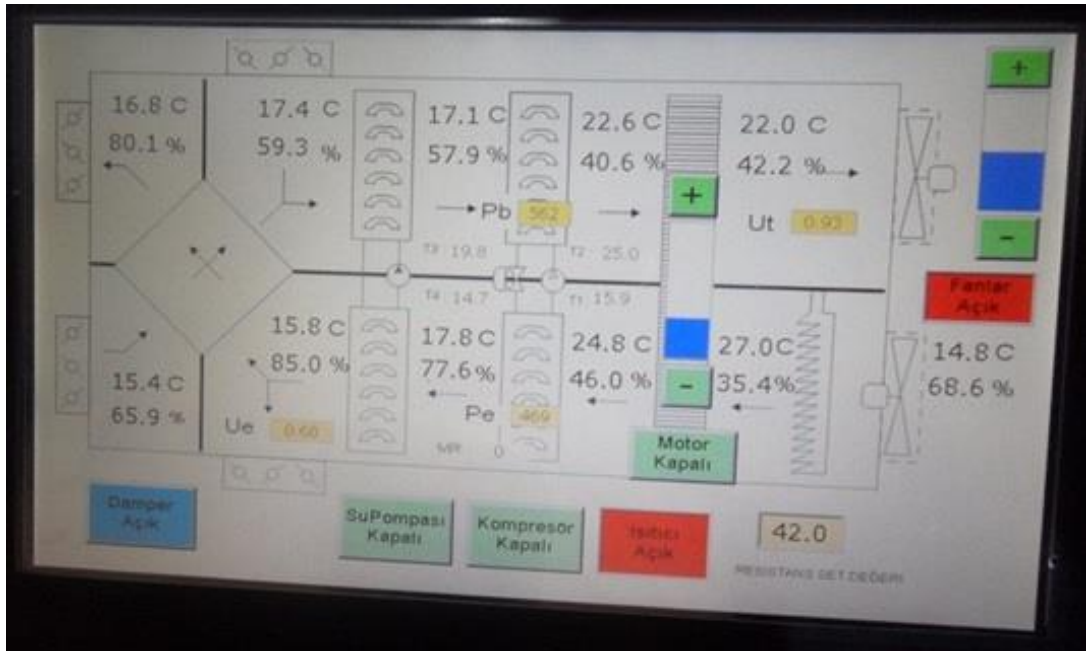 +
16.8 C
17.4 C
17.1 C
22.6 C
22.0 C
80.1 %
59.3 %
57.9%
40.6 %
42.2 %
+
Pb 562
Ut 0.93
-
T3 19.8
T2 25.0
Fanlar
Açık
T4 14.7
T1 15.9
15.8 C
17.8 C
24.8 C
27.0C
14.8 C
85.0 %
77.6%
46.0 %
-
35.4%
68.6 %
15.4 C
65.9 %
Ue 0.66
Pe 469
MR 0
Motor
Kapalı
Damper
Açık
SuPompası
Kapalı
Kompresör
Kapalı
Isıtıcı
Açık
42.0
RESISTANS SET DEĞERİ